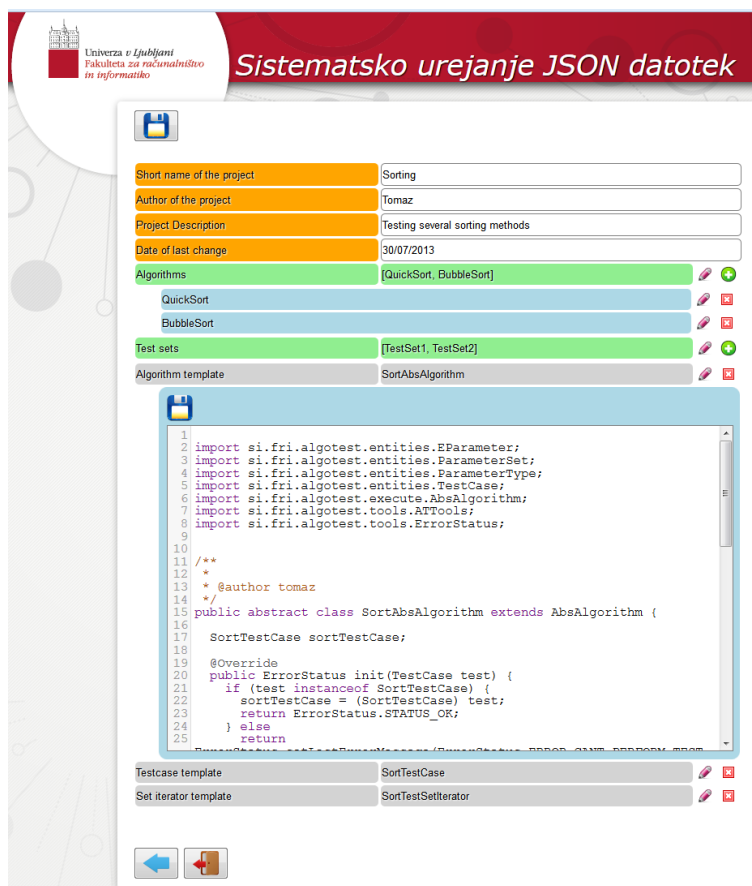 Univerza v Ljubljani
Fakulteta za računalništvo
in informatiko
Sistematsko urejanje JSON datotek
Short name of the project Sorting
Author of the project Tomaz
Project Description Testing several sorting methods
Date of last change 30/07/2013
Algorithms [QuickSort, BubbleSort]
QuickSort
BubbleSort
Test sets [TestSet1, TestSet2]
Algorithm template SortAbsAlgorithm
1
2 import si.fri.algotest.entities.EParameter;
3 import si.fri.algotest.entities.ParameterSet;
4 import si.fri.algotest.entities.ParameterType;
5 import si.fri.algotest.entities.TestCase;
6 import si.fri.algotest.execute.AbsAlgorithm;
7 import si.fri.algotest.tools.ATTools;
8 import si.fri.algotest.tools.ErrorStatus;
9
10
11 /**
12 *
13 * @author tomaz
14 */
15 public abstract class SortAbsAlgorithm extends AbsAlgorithm {
16
17 SortTestCase sortTestCase;
18
19 @Override
20 public ErrorStatus init(TestCase test) {
21 if (test instanceof SortTestCase) {
22 sortTestCase = (SortTestCase) test;
23 return ErrorStatus.STATUS_OK;
24 } else
25 return
Testcase template SortTestCase
Set iterator template SortTestSetIterator